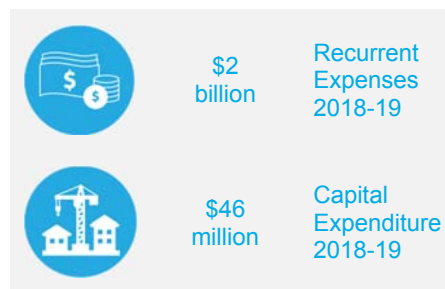 $
$
$2
billion
Recurrent
Expenses
2018-19
$46
million
Capital
Expenditure
2018-19